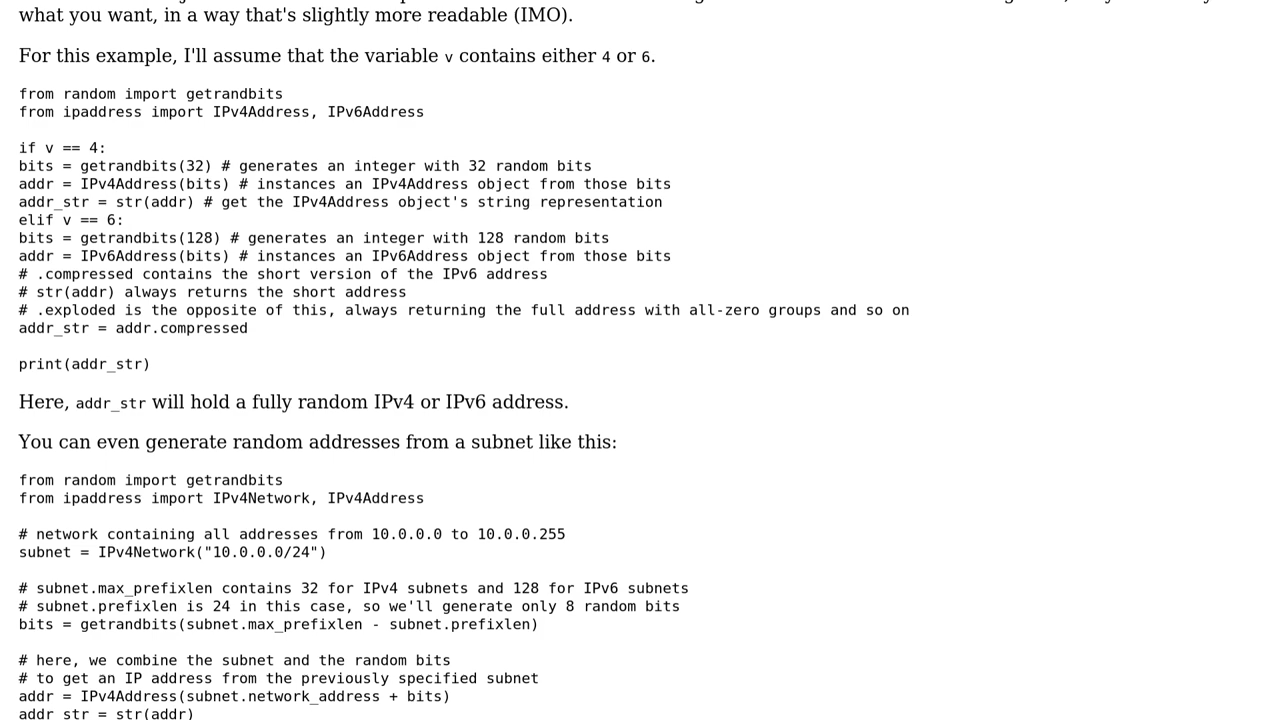 what you want, in a way that's slightly more readable (IMO).
For this example, I'll assume that the variable v contains either 4 or 6.
from random import getrandbits
from ipaddress import IPv4Address, IPv6Address
if v == 4:
bits = getrandbits(32) # generates an integer with 32 random bits
addr = IPv4Address(bits) # instances an IPv4Address object from those bits
addr_str = str(addr) # get the IPv4Address object's string representation
elif v == 6:
bits = getrandbits(128) # generates an integer with 128 random bits
addr = IPv6Address(bits) # instances an IPv6Address object from those bits
# .compressed contains the short version of the IPv6 address
# str(addr) always returns the short address
# .exploded is the opposite of this, always returning the full address with all-zero groups and so on
addr_str = addr.compressed
print(addr_str)
Here, addr_str will hold a fully random IPv4 or IPv6 address.
You can even generate random addresses from a subnet like this:
from random import getrandbits
from ipaddress import IPv4Network, IPv4Address
# network containing all addresses from 10.0.0.0 to 10.0.0.255
subnet = IPv4Network("10.0.0.0/24")
# subnet.max_prefixlen contains 32 for IPv4 subnets and 128 for IPv6 subnets
# subnet.prefixlen is 24 in this case, so we'll generate only 8 random bits
bits = getrandbits(subnet.max_prefixlen - subnet.prefixlen)
# here, we combine the subnet and the random bits
# to get an IP address from the previously specified subnet
addr = IPv4Address(subnet.network_address + bits)
addr_str = str(addr)